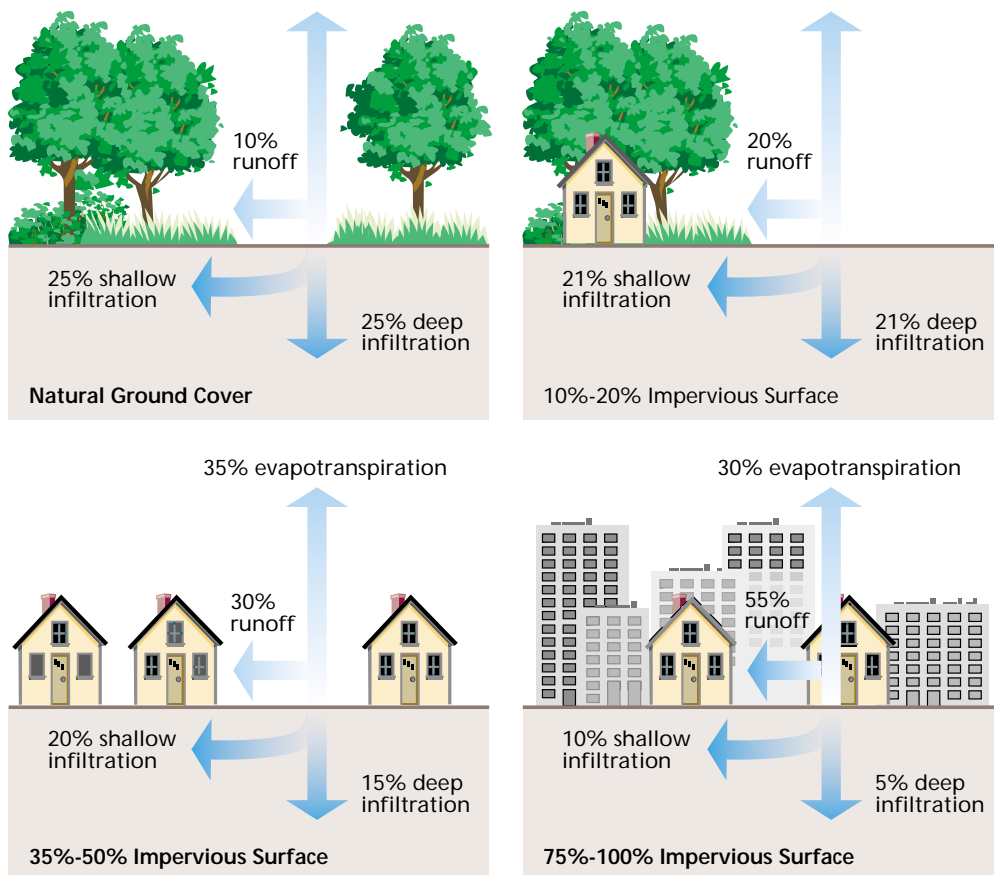 10%
runoff
25% shallow
infiltration
25% deep
infiltration
Natural Ground Cover
20%
runoff
21% shallow
infiltration
21% deep
infiltration
10%-20% Impervious Surface
35% evapotranspiration
30%
runoff
20% shallow
infiltration
15% deep
infiltration
35%-50% Impervious Surface
30% evapotranspiration
55%
runoff
10% shallow
infiltration
5% deep
infiltration
75%-100% Impervious Surface